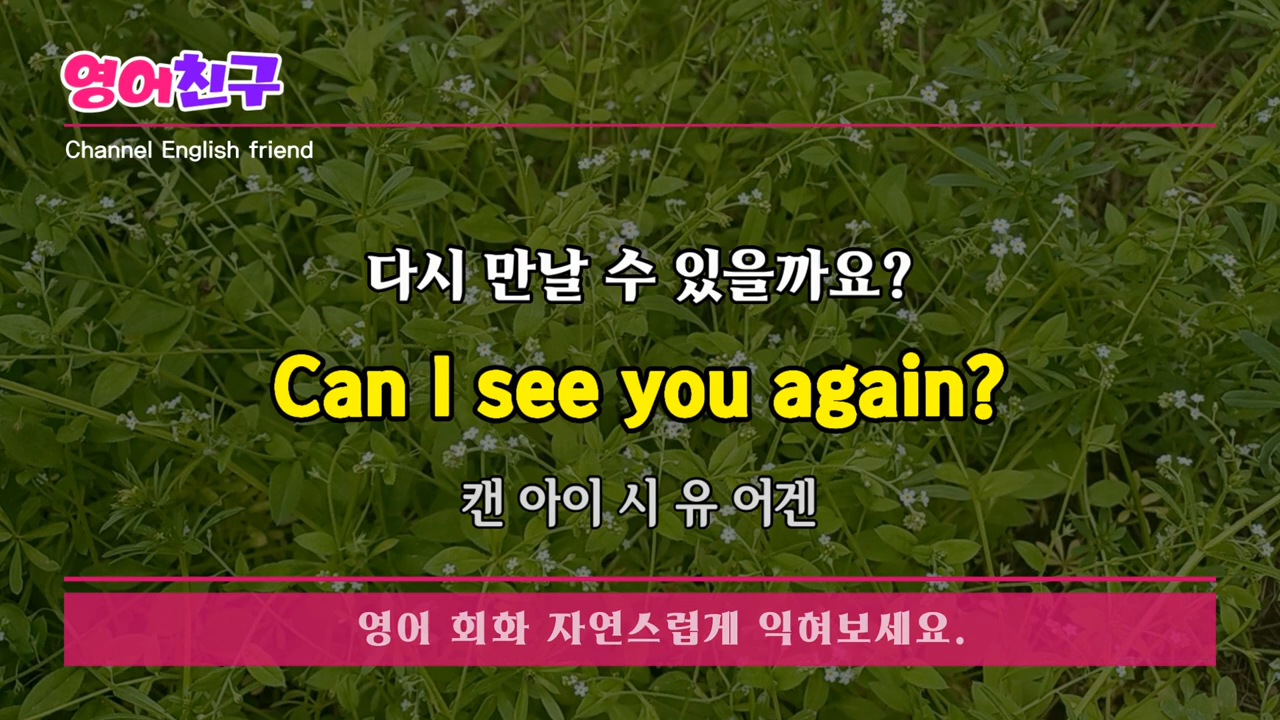 영어친구
Channel English friend
다시 만날 수 있을까요?
Can I see you again?
캔 아이 시 유 어겐
영어 회화 자연스럽게 익혀보세요.